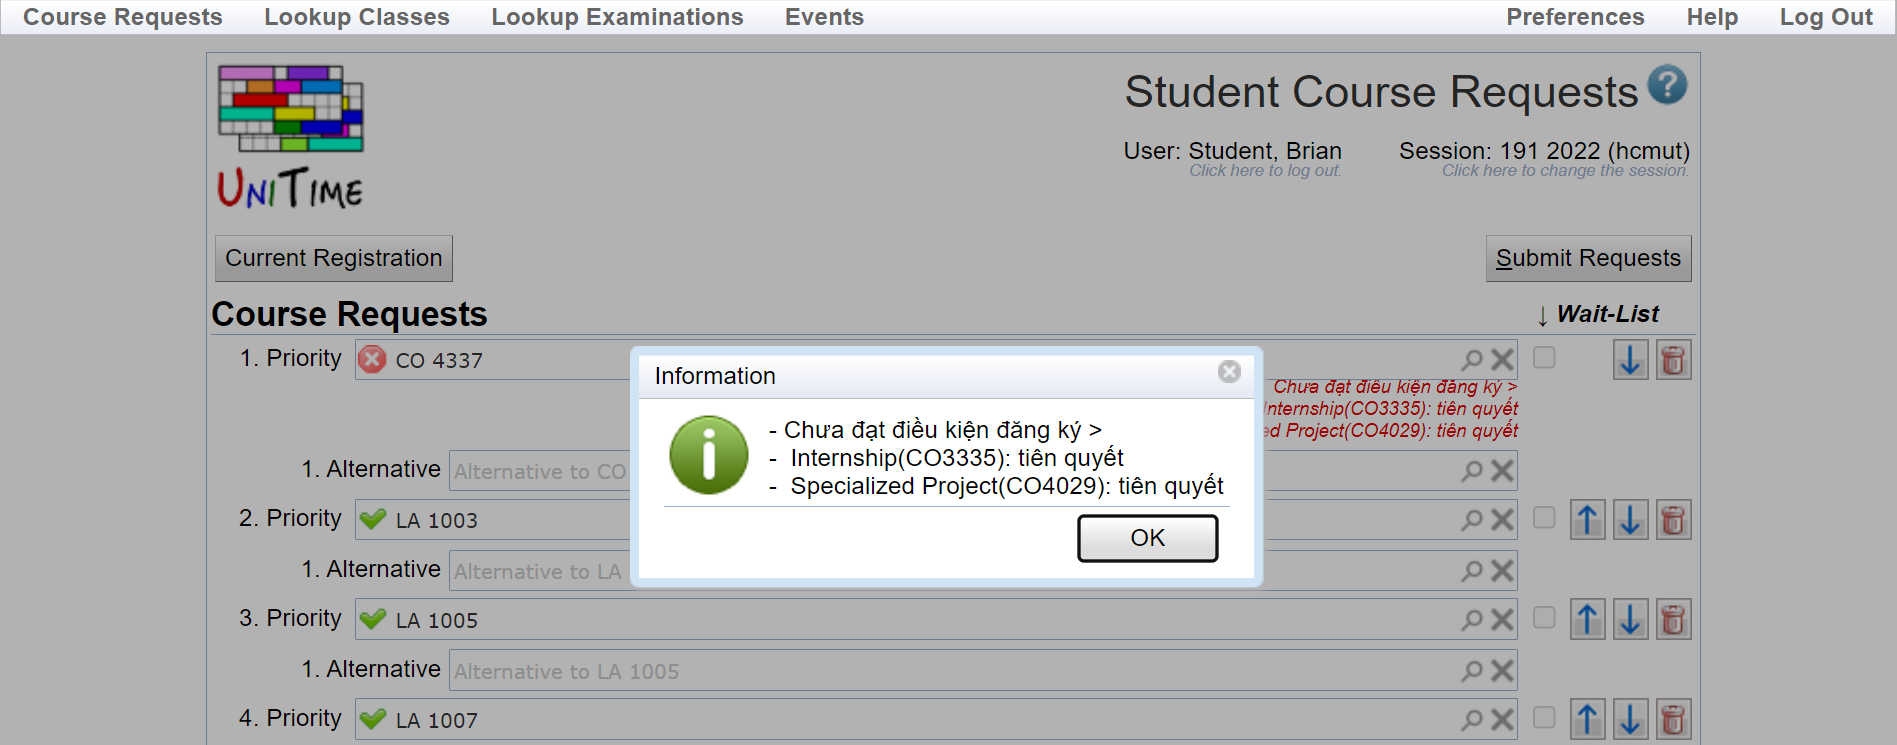 Course Requests Lookup Classes Lookup Examinations Events Preferences Help Log Out
UNITIME
Student Course Requests ?
User: Student, Brian Session: 191 2022 (hcmut)
Click here to log out. Click here to change the session.
Current Registration Submit Requests
Course Requests ↓ Wait-List
1. Priority CO 4337
Chưa đạt điều kiện đăng ký >
Internship(CO3335): tiên quyết
ed Project(CO4029): tiên quyết
Information
- Chưa đạt điều kiện đăng ký >
- Internship(CO3335): tiên quyết
- Specialized Project(CO4029): tiên quyết
OK
1. Alternative Alternative to CO
2. Priority LA 1003
1. Alternative Alternative to LA
3. Priority LA 1005
1. Alternative Alternative to LA 1005
4. Priority LA 1007